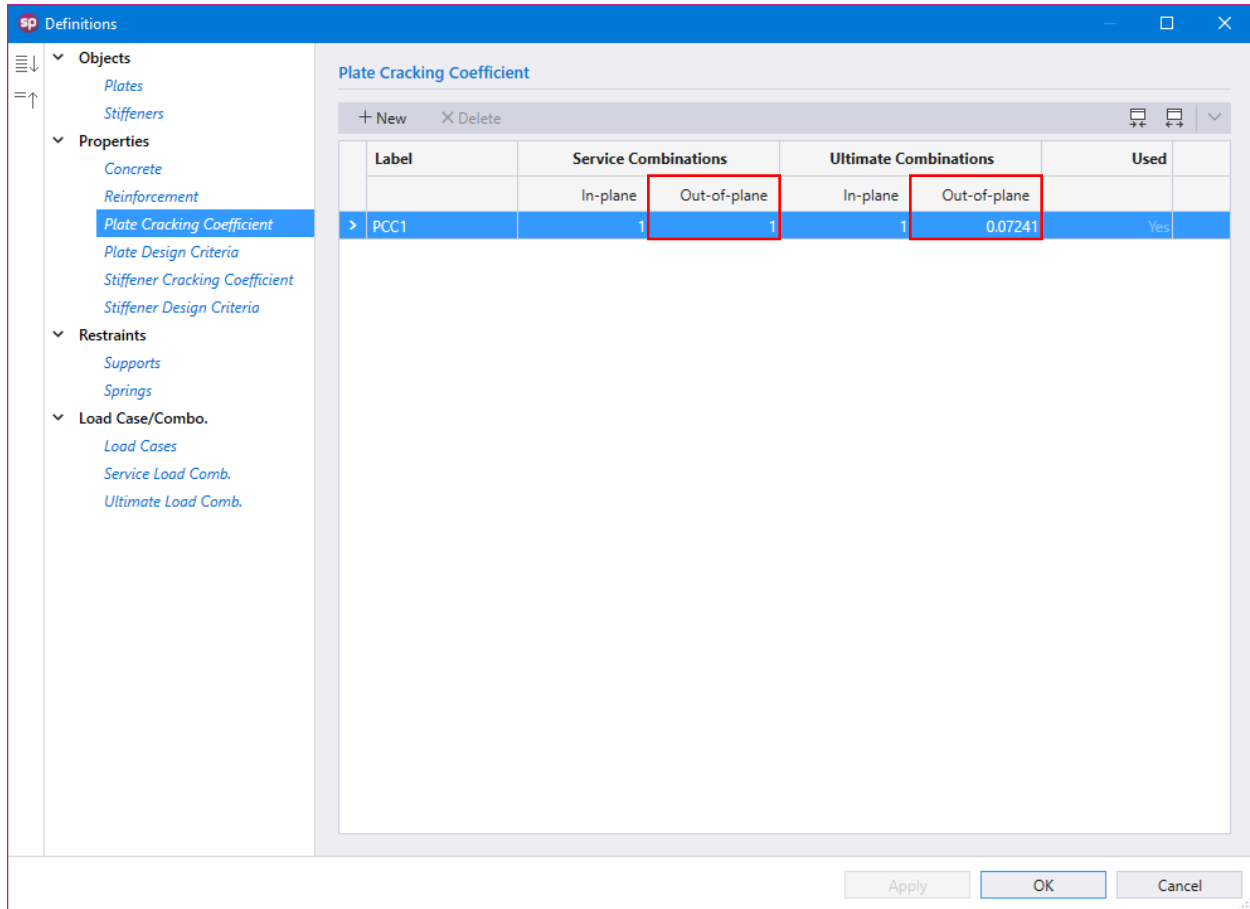 sp Definitions
Objects
Plates
Stiffeners
Properties
Concrete
Reinforcement
Plate Cracking Coefficient
Plate Design Criteria
Stiffener Cracking Coefficient
Stiffener Design Criteria
Restraints
Supports
Springs
Load Case/Combo.
Load Cases
Service Load Comb.
Ultimate Load Comb.
Plate Cracking Coefficient
+ New × Delete
Label Service Combinations Ultimate Combinations Used
In-plane Out-of-plane In-plane Out-of-plane
PCC1 1 1 1 0.07241 Yes
Apply OK Cancel